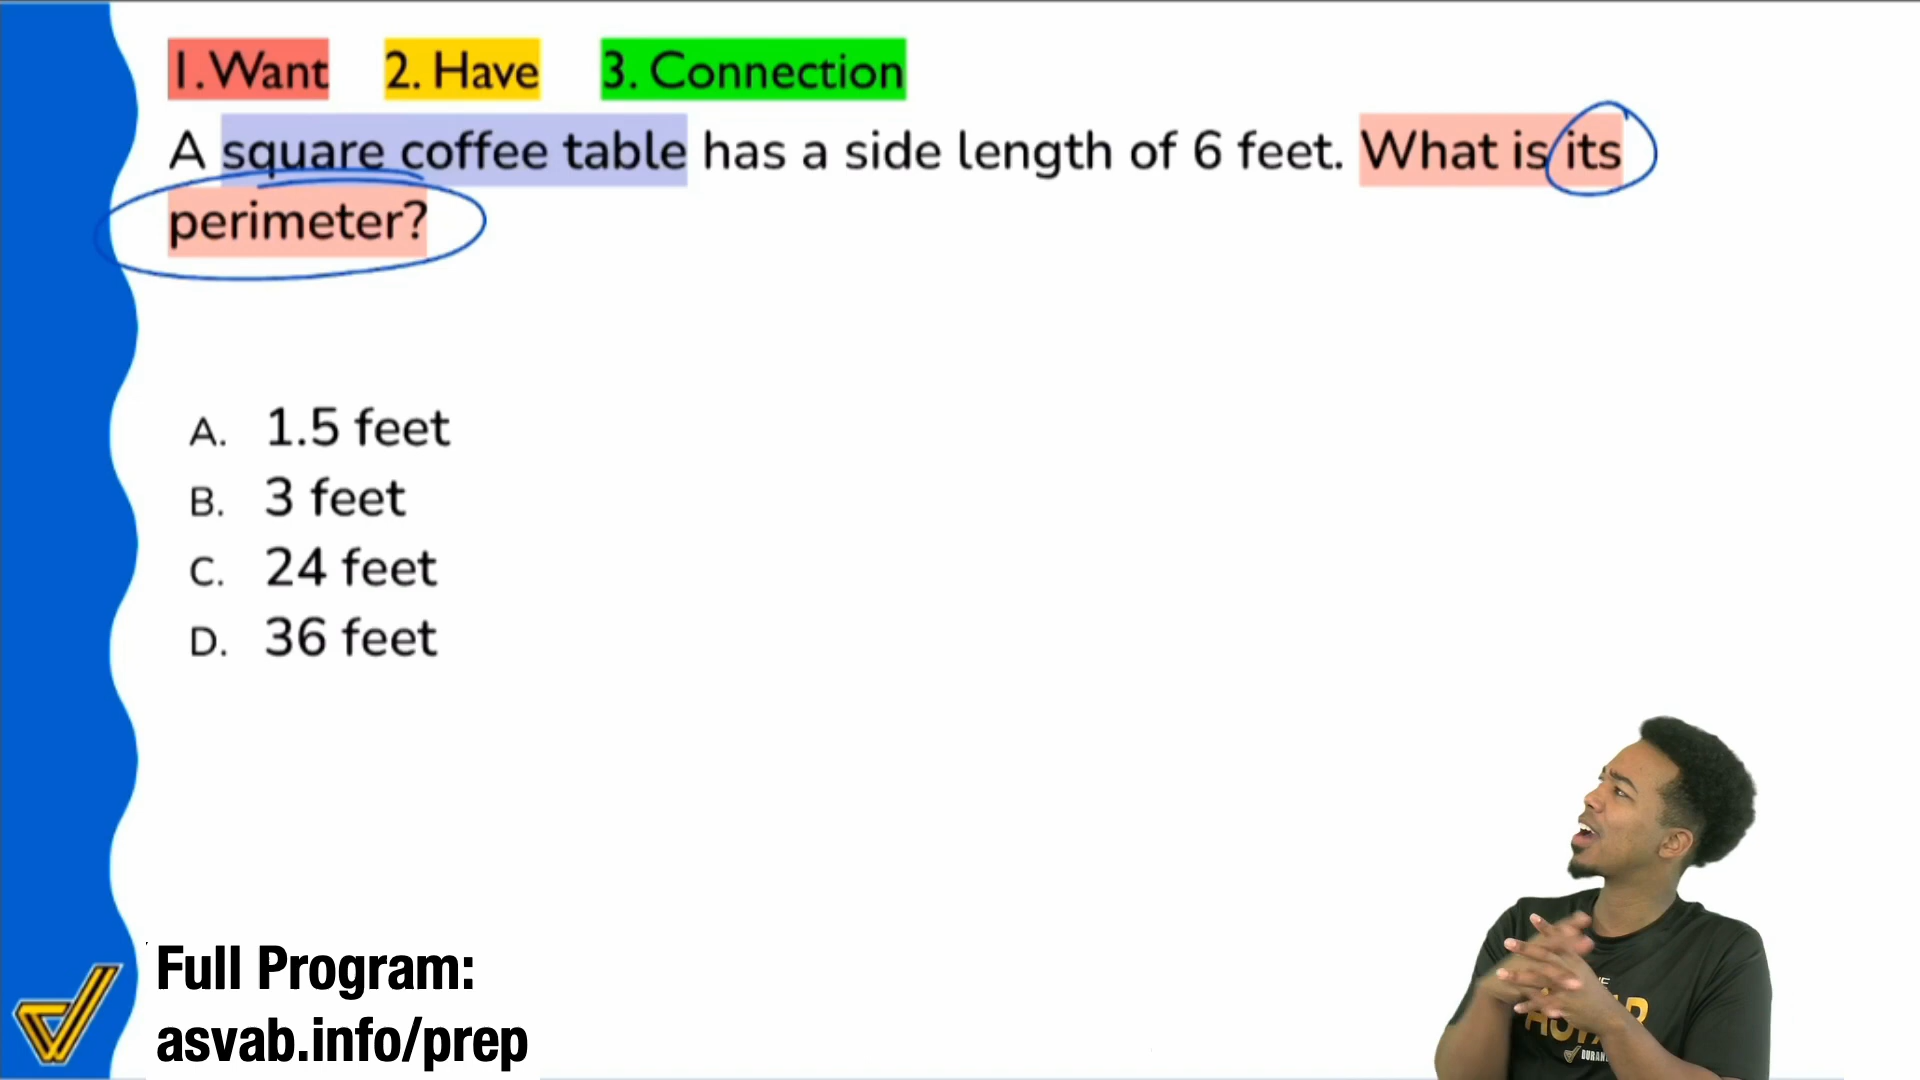 1. Want 2. Have 3. Connection
A square coffee table has a side length of 6 feet. What is its
perimeter?
A. 1.5 feet
B. 3 feet
C. 24 feet
D. 36 feet
Full Program:
asvab.info/prep